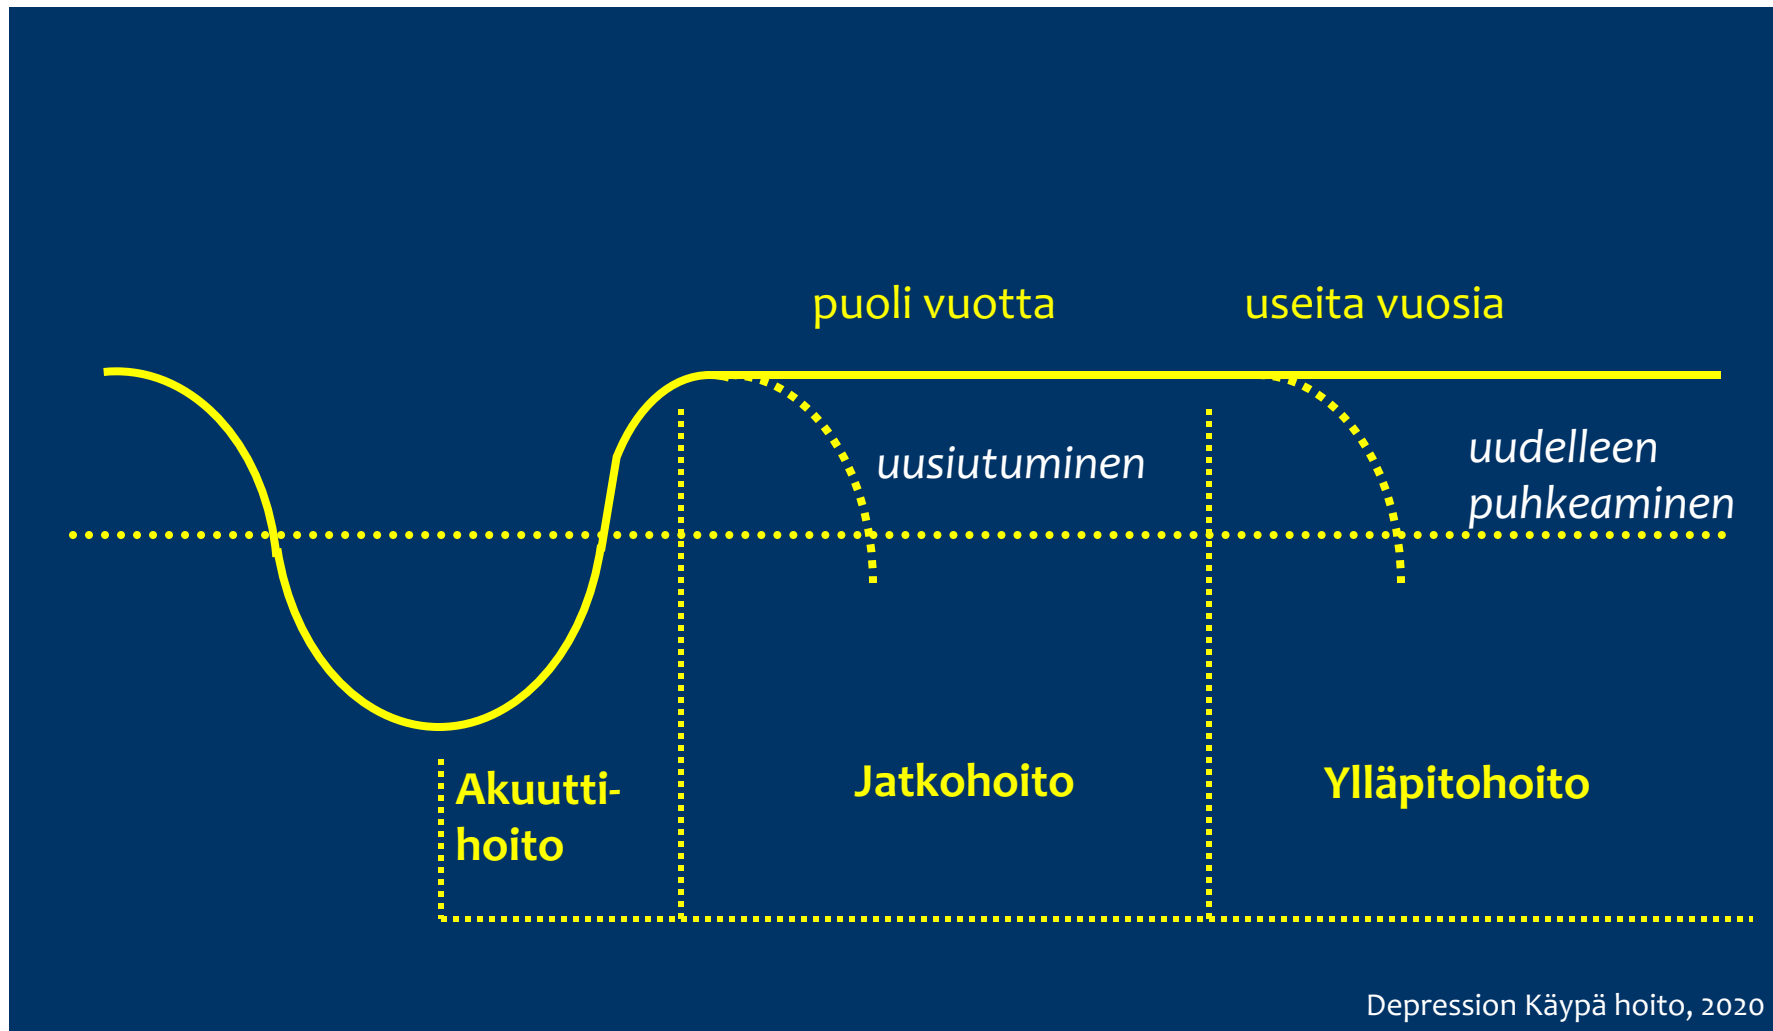 puoli vuotta
useita vuosia
uusiutuminen
uudelleen
puhkeaminen
Akuutti-
hoito
Jatkohoito
Ylläpitohoito
Depression Käypä hoito, 2020